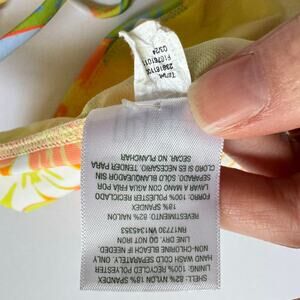 SHELL: 82% NYLON 18% SPANDEX
LINING: 100% RECYCLED POLYESTER
HAND WASH COLD SEPARATELY
NON-CHLORINE BLEACH IF NEEDED
LINE DRY. DO NOT IRON
REVESTIMIENTO: 82% NAILON
18% SPANDEX
FORRO: 100% POLIESTER RECICLADO
LAVAR A MANO CON AGUA FRIA POR
SEPARADO. BLANQUEADOR SIN
CLORO SI ES NECESARIO. TENDER PARA
SECAR NO PLANCHAR
03/24